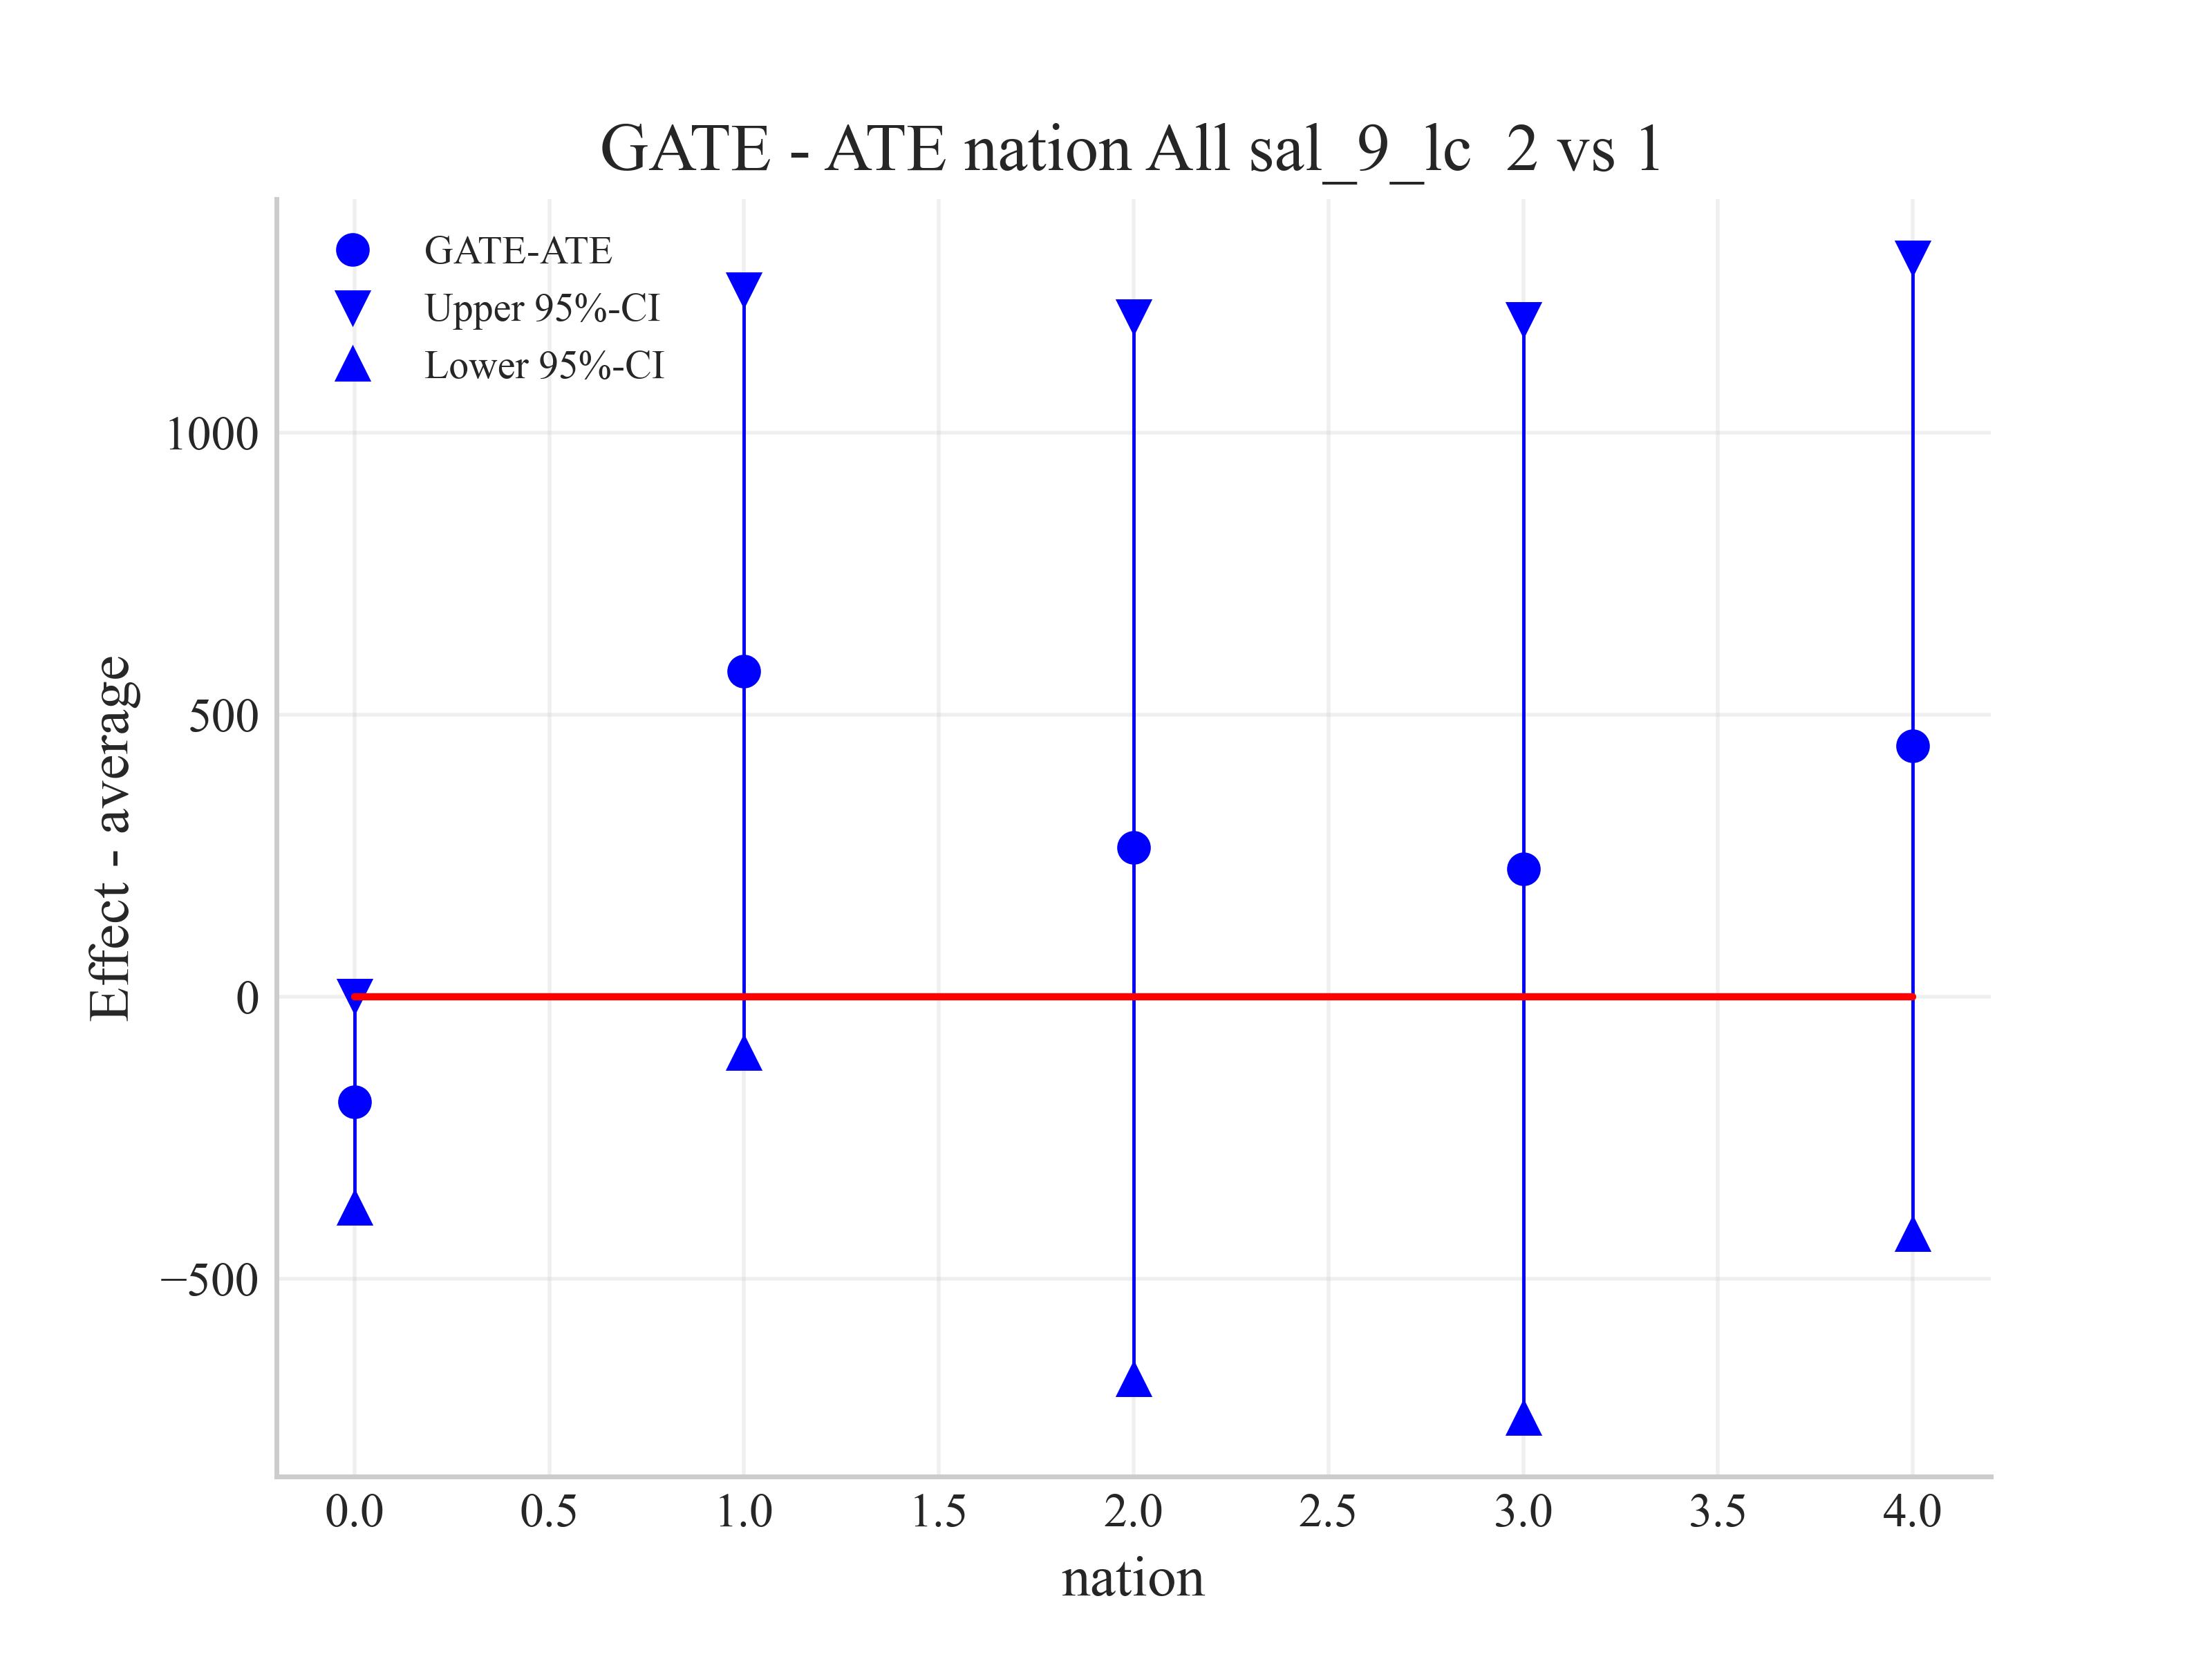 GATE - ATE nation All sal_9_lc 2 vs 1
GATE-ATE
Upper 95%-CI
Lower 95%-CI
Effect - average
1000
500
0
−500
0.0 0.5 1.0 1.5 2.0 2.5 3.0 3.5 4.0
nation